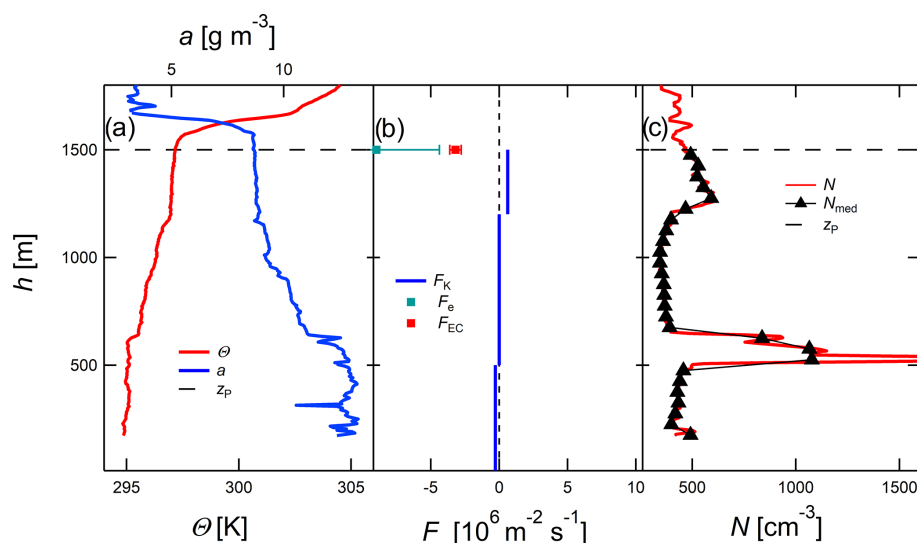 a [g m⁻³]
5 10
(a) (b) (c)
1500
1000
500
h [m]
Θ
a
zP
FK
Fe
FEC
N
Nmed
zP
295 300 305
-5 0 5 10
500 1000 1500
Θ [K] F [10⁶ m⁻² s⁻¹] N [cm⁻³]